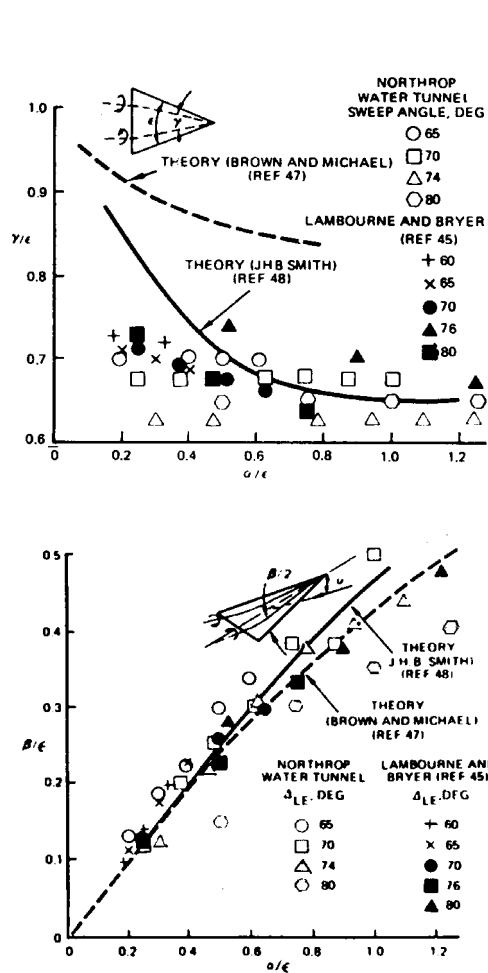 NORTHROP
WATER TUNNEL
SWEEP ANGLE, DEG
65
70
74
80
LAMBOURNE AND BRYER
(REF 45)
+ 60
× 65
70
76
80
1.0
0.9
γ/ε
0.8
0.7
0.6
ε
γ
THEORY (BROWN AND MICHAEL)
(REF 47)
THEORY (JHB SMITH)
(REF 48)
0
0.2
0.4
0.6
0.8
1.0
1.2
α/ε
0.5
0.4
0.3
β/ε
0.2
0.1
0
β/2
THEORY
J H B SMITH)
(REF 48)
THEORY
(BROWN AND MICHAEL)
(REF 47)
NORTHROP
WATER TUNNEL
Δ LE, DEG
65
70
74
80
LAMBOURNE AND
BRYER (REF 45)
Δ LE, DEG
+ 60
× 65
70
76
80
0
0.2
0.4
0.6
0.8
1.0
1.2
α/ε